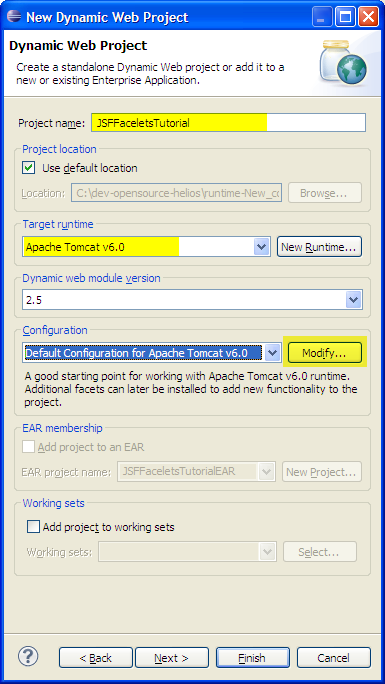 New Dynamic Web Project
Dynamic Web Project
Create a standalone Dynamic Web project or add it to a
new or existing Enterprise Application.
Project name: JSFFaceletsTutorial
Project location
Use default location
Location: C:\dev-opensource-helios\runtime-New_co Browse...
Target runtime
Apache Tomcat v6.0 New Runtime...
Dynamic web module version
2.5
Configuration
Default Configuration for Apache Tomcat v6.0 Modify...
A good starting point for working with Apache Tomcat v6.0 runtime.
Additional facets can later be installed to add new functionality to the
project.
EAR membership
Add project to an EAR
EAR project name: JSFFaceletsTutorialEAR New Project...
Working sets
Add project to working sets
Working sets: Select...
? < Back Next > Finish Cancel